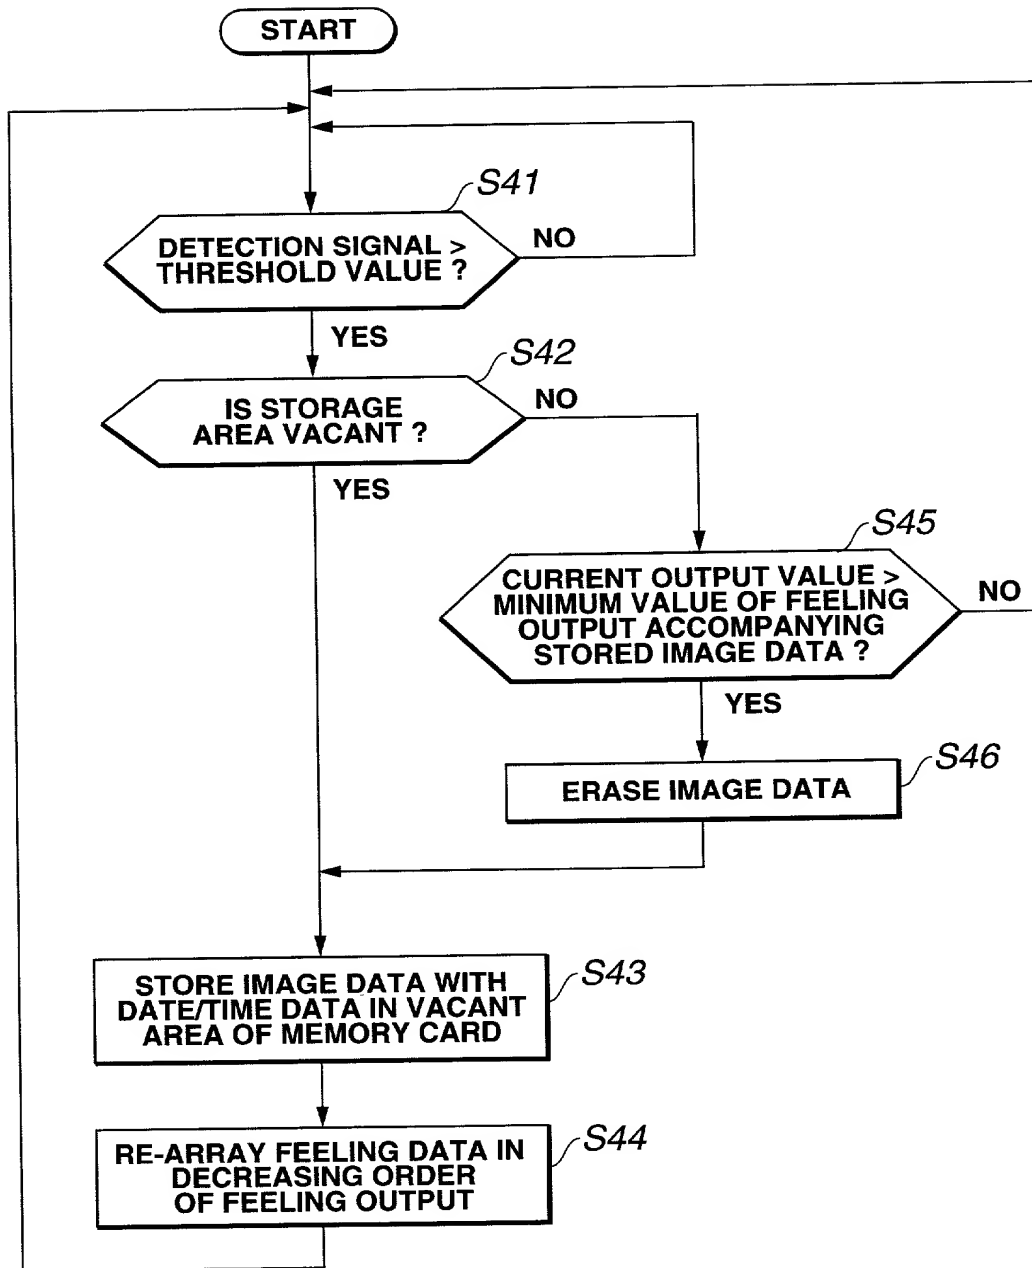 START
S41
DETECTION SIGNAL >
THRESHOLD VALUE ?
NO
YES
S42
IS STORAGE
AREA VACANT ?
NO
YES
S45
CURRENT OUTPUT VALUE >
MINIMUM VALUE OF FEELING
OUTPUT ACCOMPANYING
STORED IMAGE DATA ?
NO
YES
S46
ERASE IMAGE DATA
S43
STORE IMAGE DATA WITH
DATE/TIME DATA IN VACANT
AREA OF MEMORY CARD
S44
RE-ARRAY FEELING DATA IN
DECREASING ORDER
OF FEELING OUTPUT